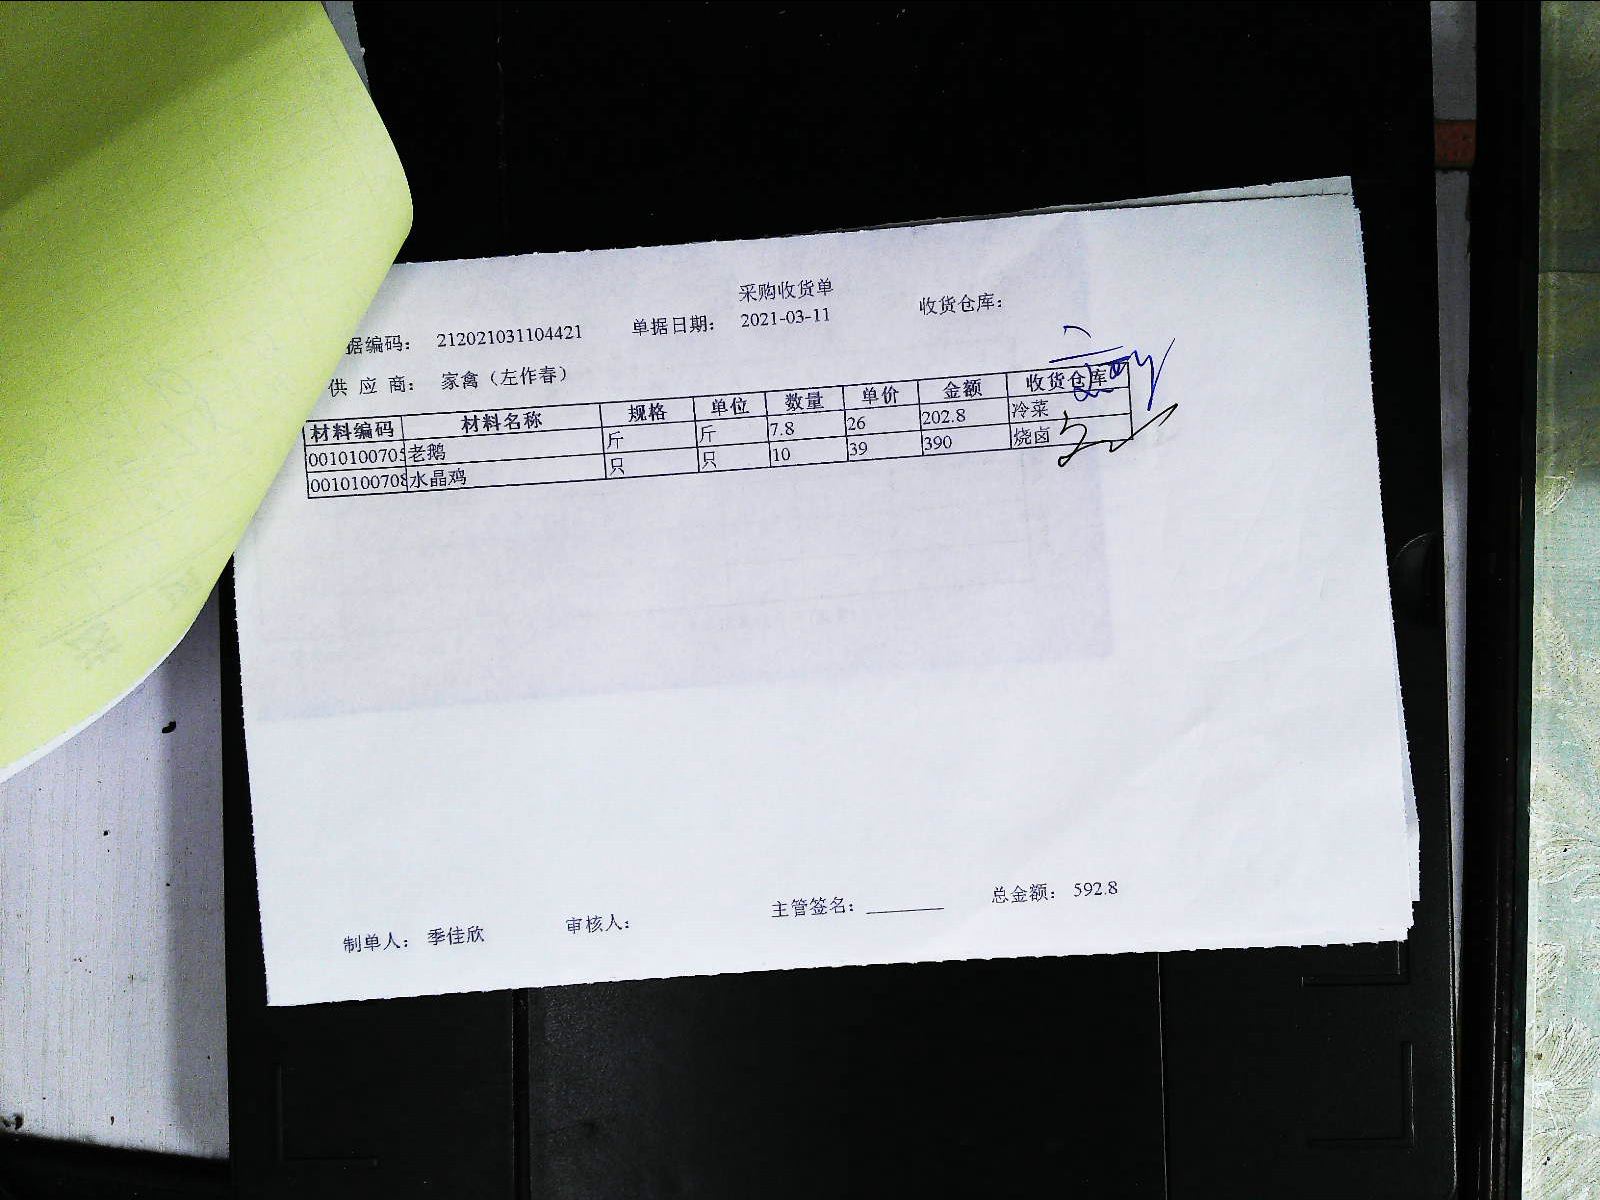 采购收货单
据编码： 212021031104421 单据日期： 2021-03-11 收货仓库：
供 应 商： 家禽（左作春）
材料编码 材料名称 规格 单位 数量 单价 金额 收货仓库
0010100705 老鹅 斤 斤 7.8 26 202.8 冷菜
0010100708 水晶鸡 只 只 10 39 390 烧卤
制单人： 季佳欣 审核人： 主管签名： 总金额： 592.8